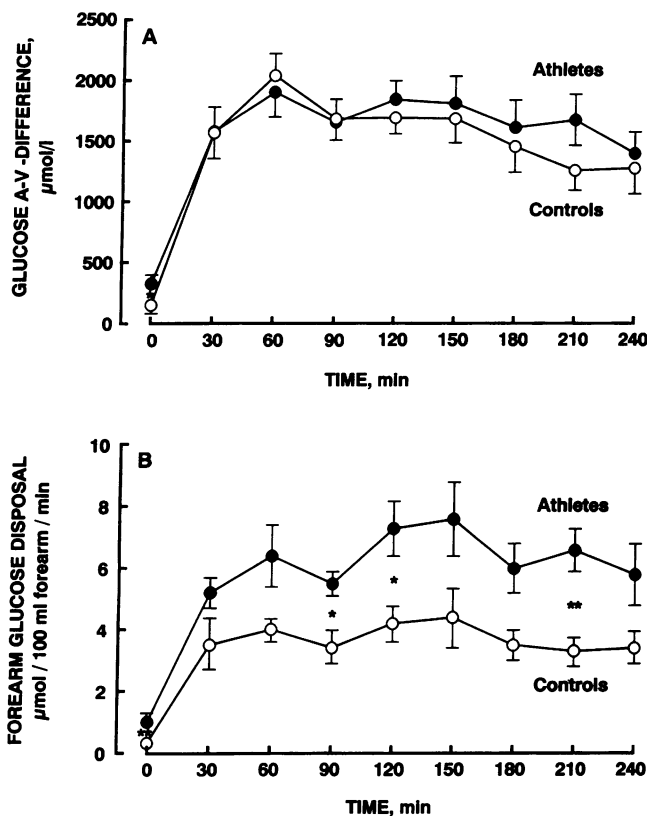 A
GLUCOSE A-V -DIFFERENCE,
µmol/l
2500
2000
1500
1000
500
0
Athletes
Controls
*
0 30 60 90 120 150 180 210 240
TIME, min
B
FOREARM GLUCOSE DISPOSAL
µmol / 100 ml forearm / min
10
8
6
4
2
0
Athletes
*
*
**
Controls
**
0 30 60 90 120 150 180 210 240
TIME, min